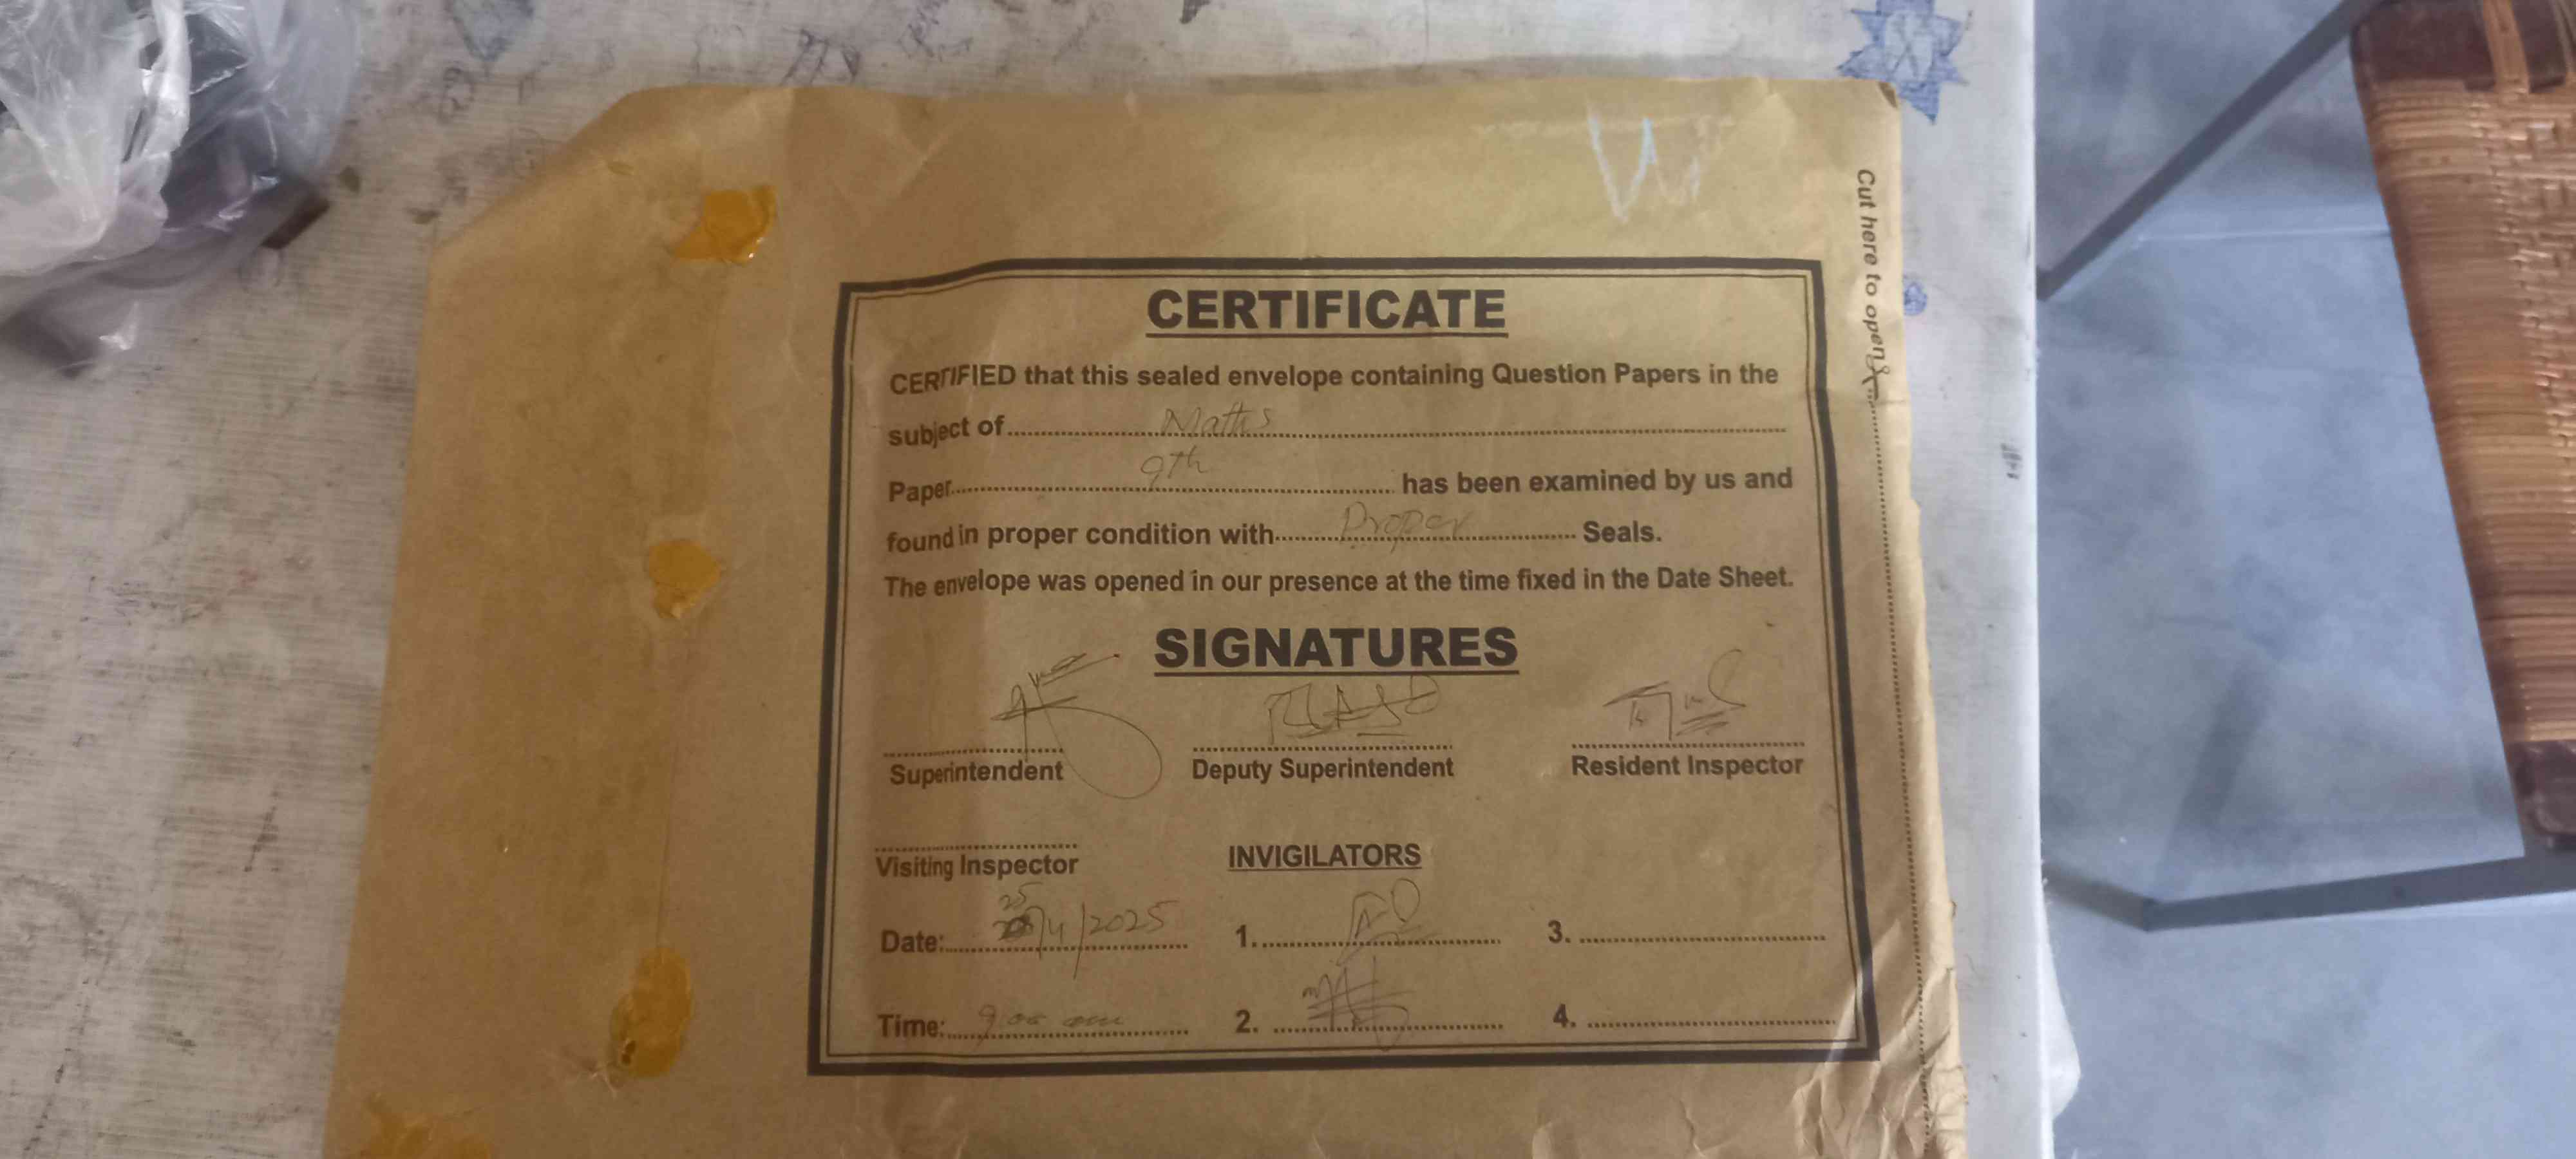 Cut here to open
CERTIFICATE
CERTIFIED that this sealed envelope containing Question Papers in the
subject of Maths
Paper 9th has been examined by us and
found in proper condition with Proper Seals.
The envelope was opened in our presence at the time fixed in the Date Sheet.
SIGNATURES
Superintendent Deputy Superintendent Resident Inspector
Visiting Inspector INVIGILATORS
Date: 25/4/2025 1. 3.
Time: 9:00 am 2. 4.